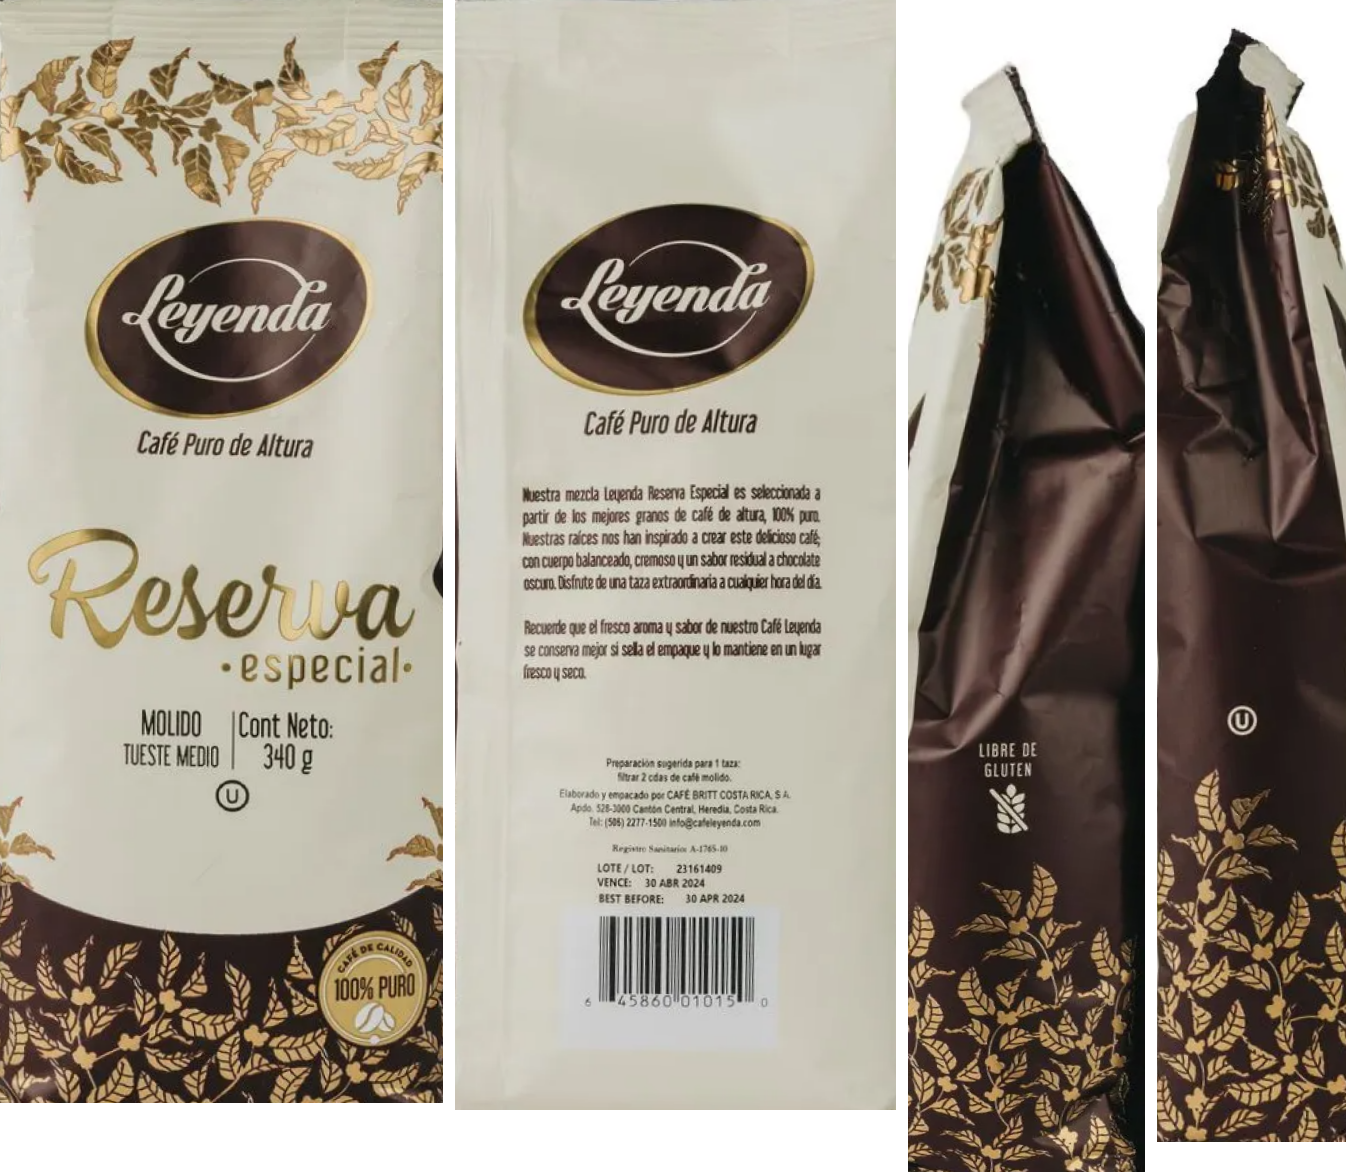 Leyenda
Café Puro de Altura
Reserva
·especial·
MOLIDO
TUESTE MEDIO
Cont Neto:
340 g
U
CAFÉ DE CALIDAD
100% PURO
Leyenda
Café Puro de Altura
Nuestra mezcla Leyenda Reserva Especial es seleccionada a
partir de los mejores granos de café de altura, 100% puro.
Nuestras raíces nos han inspirado a crear este delicioso café;
con cuerpo balanceado, cremoso y un sabor residual a chocolate
oscuro. Disfrute de una taza extraordinaria a cualquier hora del día.
Recuerde que el fresco aroma y sabor de nuestro Café Leyenda
se conserva mejor si sella el empaque y lo mantiene en un lugar
fresco y seco.
Preparación sugerida para 1 taza:
filtrar 2 cdas de café molido.
Elaborado y empacado por CAFÉ BRITT COSTA RICA, S.A.
Apdo. 528-3000 Cantón Central, Heredia, Costa Rica.
Tel: (506) 2277-1500 info@cafeleyenda.com
Registro Sanitario: A-1765-10
LOTE / LOT: 23161409
VENCE: 30 ABR 2024
BEST BEFORE: 30 APR 2024
6 45860 01015 0
LIBRE DE
GLUTEN
U